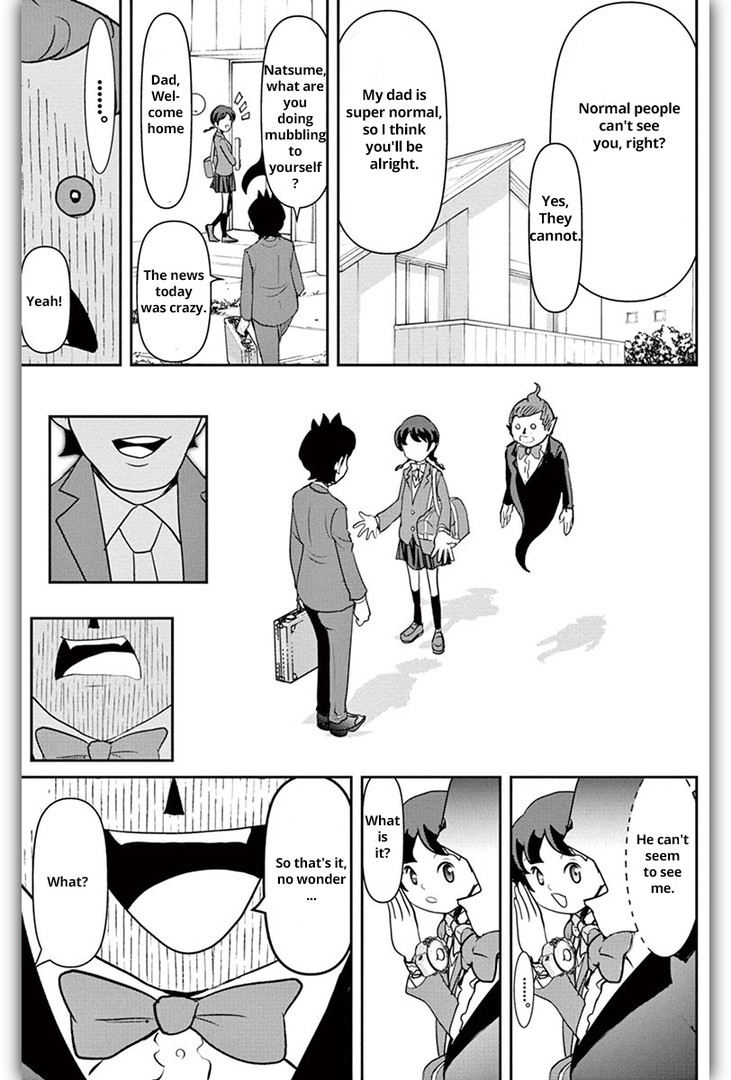 Normal people
can't see
you, right?
Yes,
They
cannot.
My dad is
super normal,
so I think
you'll be
alright.
Natsume,
what are
you
doing
mubbling
to
yourself
?
Dad,
Wel-
come
home
The news
today
was crazy.
......。
Yeah!
He can't
seem
to see
me.
......。
What
is
it?
So that's it,
no wonder
...
What?